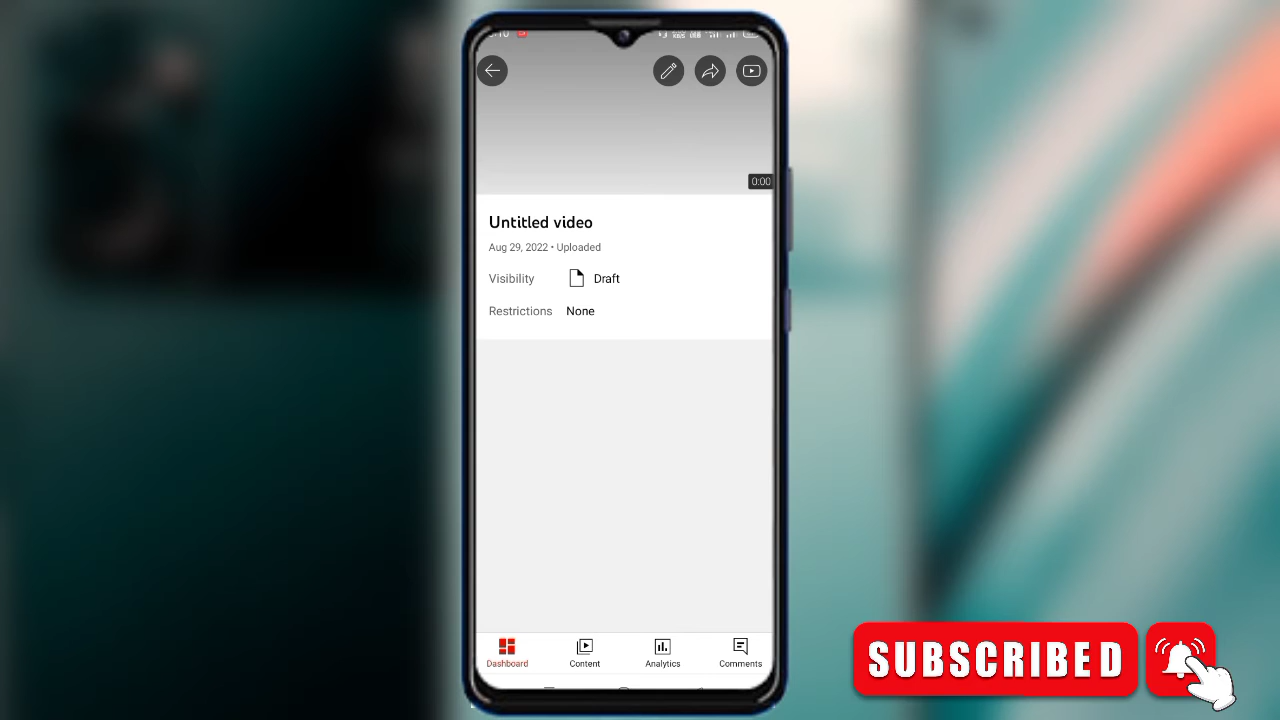 0:00
Untitled video
Aug 29, 2022 • Uploaded
Visibility Draft
Restrictions None
Dashboard Content Analytics Comments
SUBSCRIBED